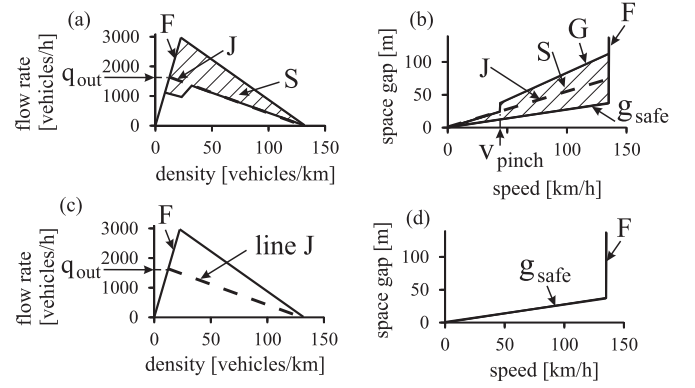 (a)
F
3000
J
2000
q out
1000
S
0
0 50 100 150
flow rate
[vehicles/h]
density [vehicles/km]
(b)
F
G
S
100
J
50
g safe
0
0 50 100 150
v pinch
space gap [m]
speed [km/h]
(c)
F
3000
2000
line J
q out
1000
0
0 50 100 150
flow rate
[vehicles/h]
density [vehicles/km]
(d)
F
100
g safe
50
0
0 50 100 150
space gap [m]
speed [km/h]